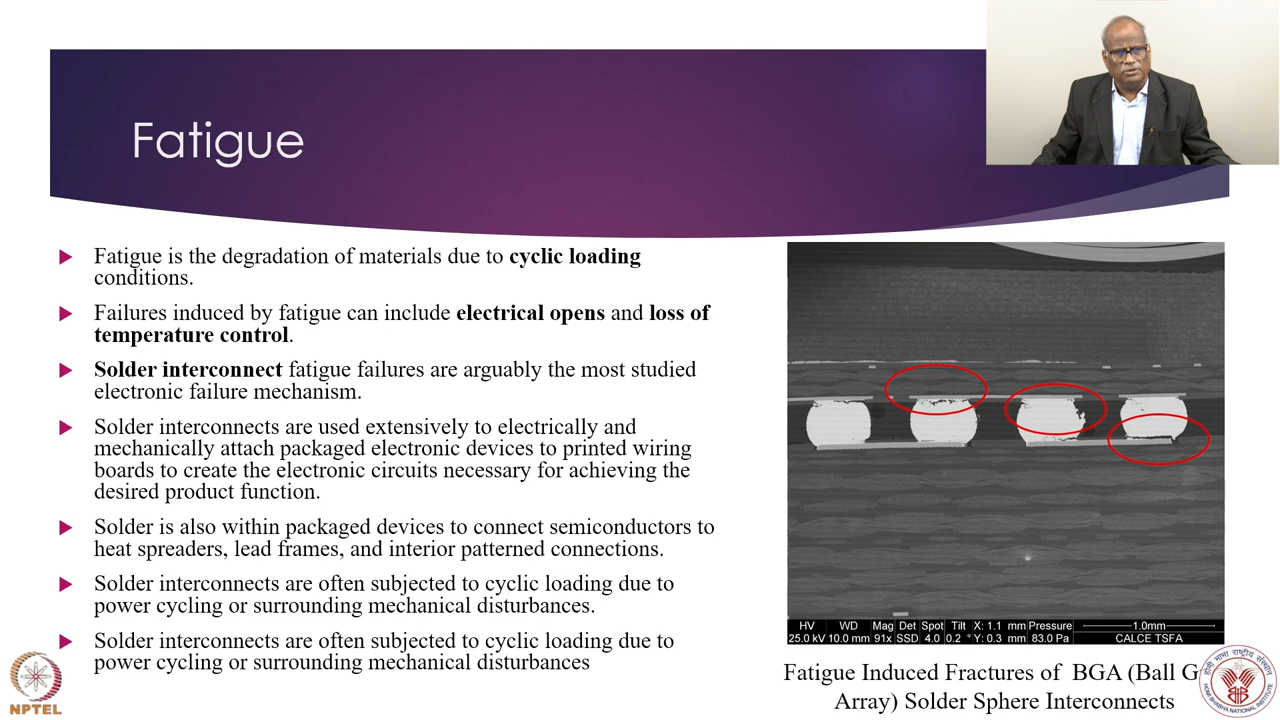 Fatigue
Fatigue is the degradation of materials due to cyclic loading
conditions.
Failures induced by fatigue can include electrical opens and loss of
temperature control.
Solder interconnect fatigue failures are arguably the most studied
electronic failure mechanism.
Solder interconnects are used extensively to electrically and
mechanically attach packaged electronic devices to printed wiring
boards to create the electronic circuits necessary for achieving the
desired product function.
Solder is also within packaged devices to connect semiconductors to
heat spreaders, lead frames, and interior patterned connections.
Solder interconnects are often subjected to cyclic loading due to
power cycling or surrounding mechanical disturbances.
Solder interconnects are often subjected to cyclic loading due to
power cycling or surrounding mechanical disturbances
HV WD Mag Det Spot Tilt X: 1.1 mm Pressure 1.0mm
25.0 kV 10.0 mm 91x SSD 4.0 0.2 ° Y: 0.3 mm 83.0 Pa CALCE TSFA
Fatigue Induced Fractures of BGA (Ball G
Array) Solder Sphere Interconnects
NPTEL
होमी भाभा राष्ट्रीय संस्थान
HOMI BHABHA NATIONAL INSTITUTE